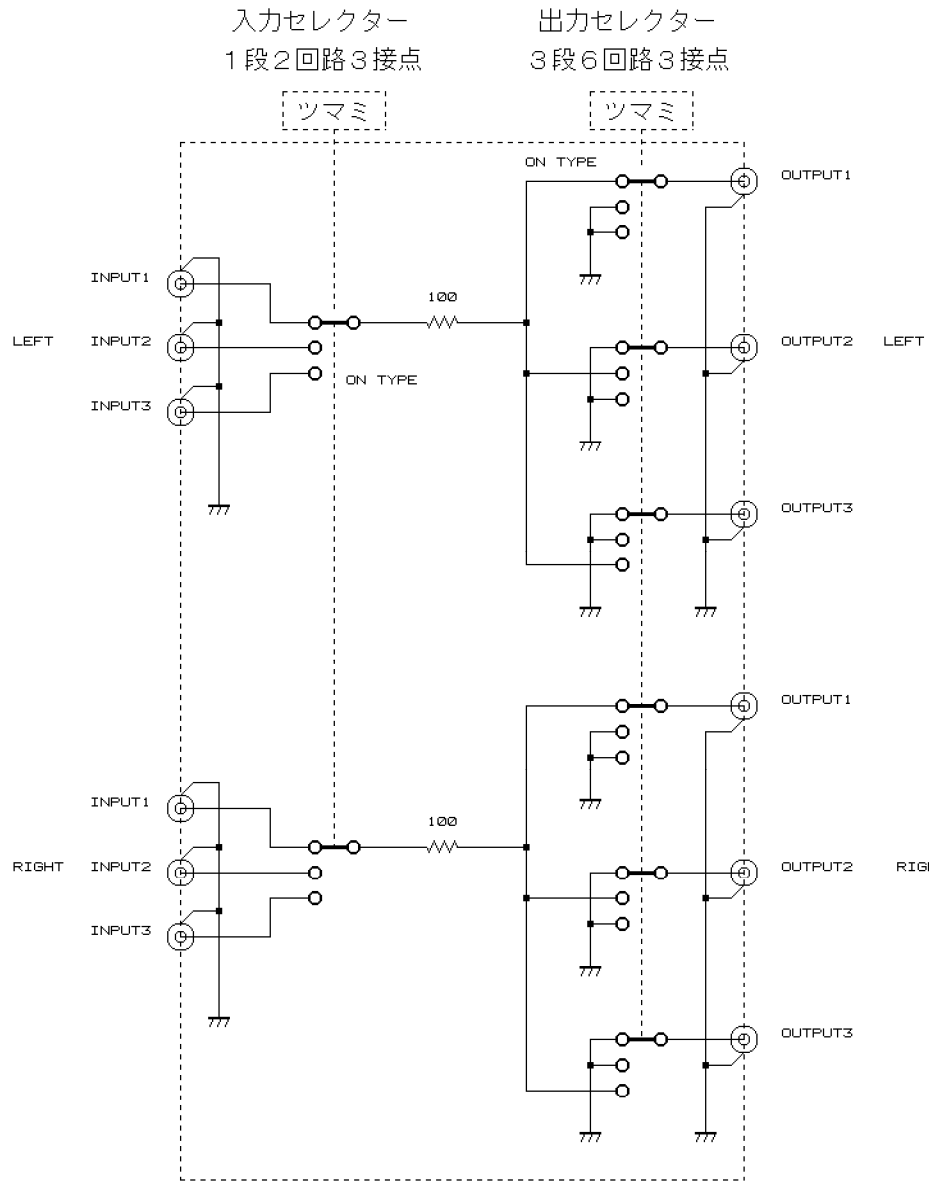 入力セレクター
１段２回路３接点
出力セレクター
３段６回路３接点
ツマミ
ツマミ
ON TYPE
OUTPUT1
INPUT1
100
LEFT
INPUT2
OUTPUT2
LEFT
ON TYPE
INPUT3
OUTPUT3
OUTPUT1
INPUT1
100
RIGHT
INPUT2
OUTPUT2
INPUT3
OUTPUT3